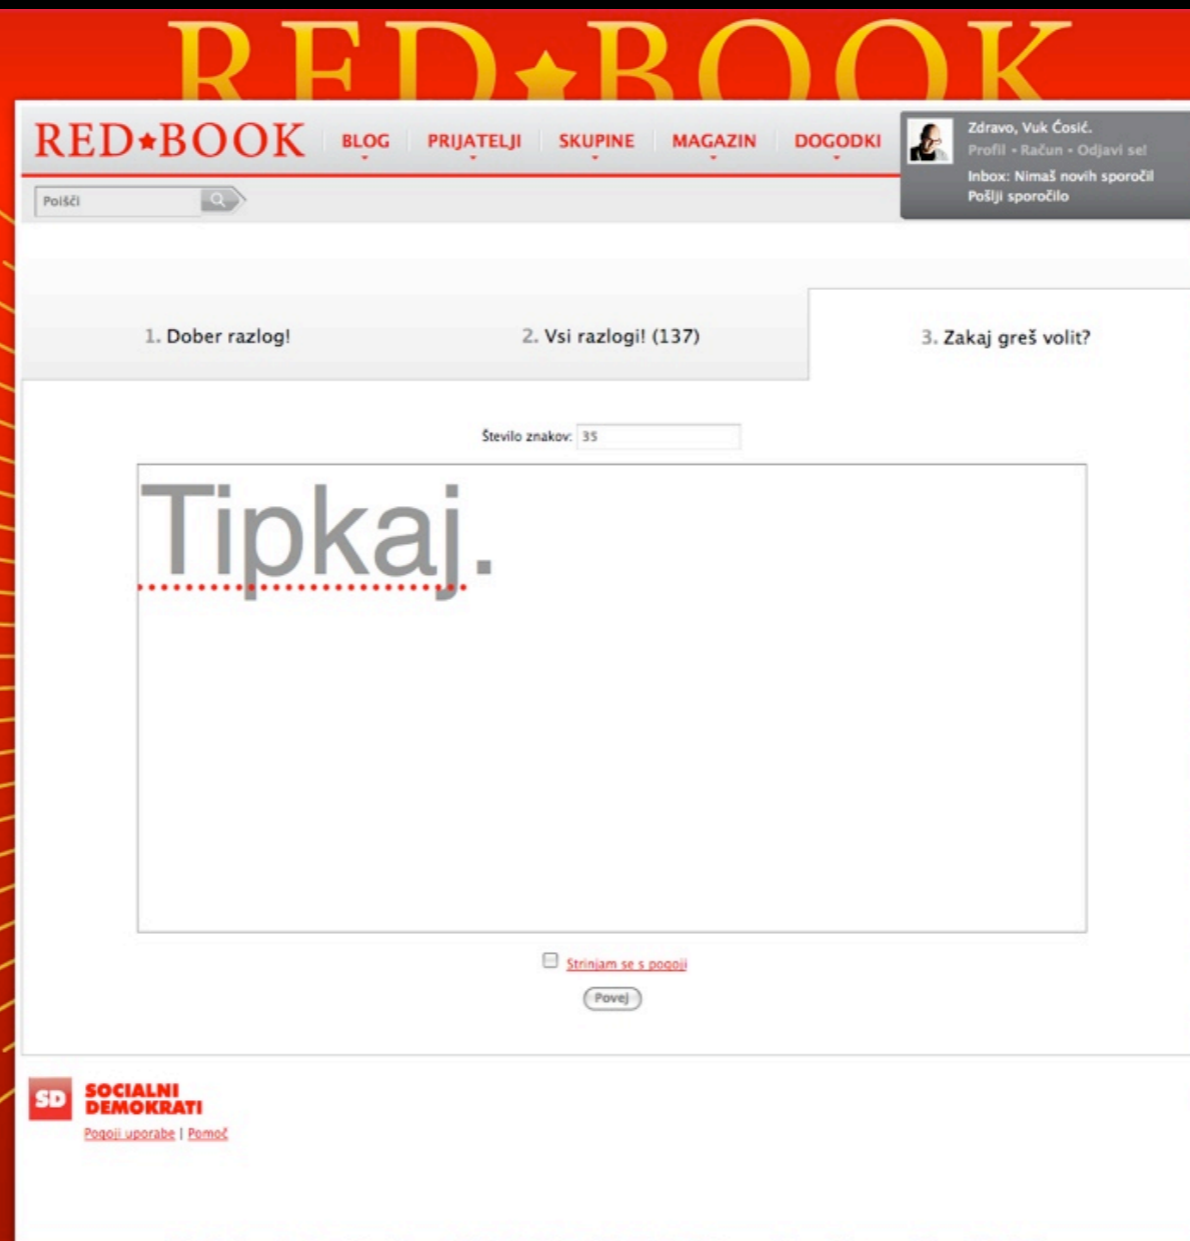 RED★BOOK
RED★BOOK
BLOG PRIJATELJI SKUPINE MAGAZIN DOGODKI
Zdravo, Vuk Ćosić.
Profil • Račun • Odjavi se!
Inbox: Nimaš novih sporočil
Pošlji sporočilo
Poišči
1. Dober razlog!
2. Vsi razlogi! (137)
3. Zakaj greš volit?
Število znakov: 35
Tipkaj.
Strinjam se s pogoji
Povej
SD SOCIALNI
DEMOKRATI
Pogoji uporabe | Pomoč